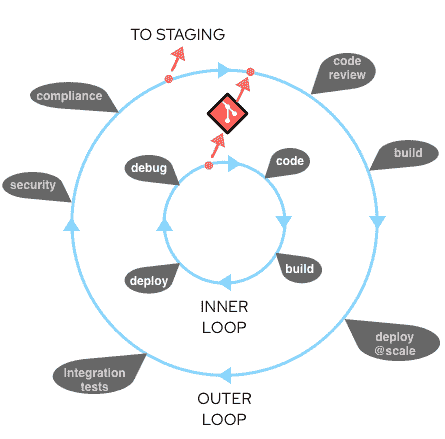 TO STAGING
code
review
compliance
build
debug
code
security
deploy
build
INNER
LOOP
deploy
@scale
integration
tests
OUTER
LOOP